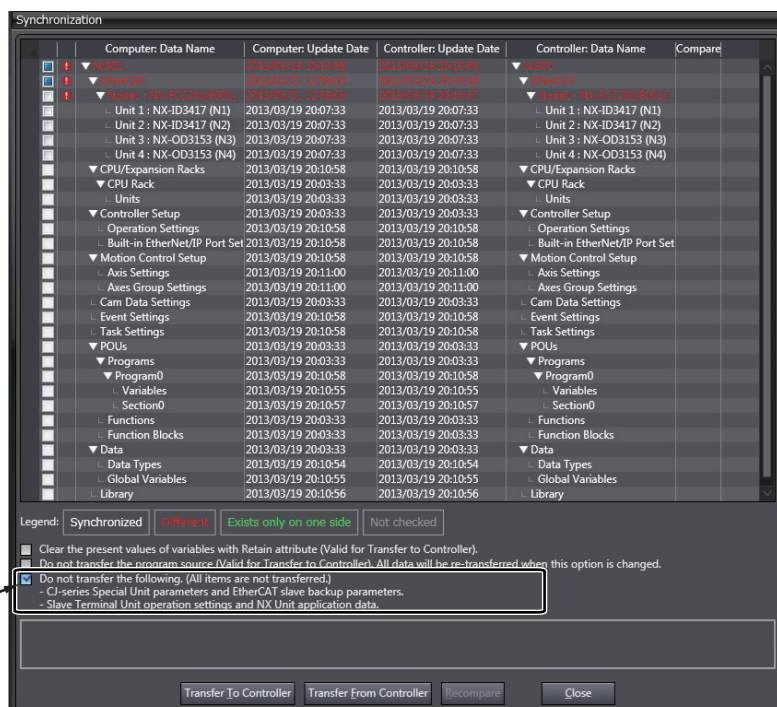 Synchronization
Computer: Data Name Computer: Update Date Controller: Update Date Controller: Data Name Compare
EtherCAT EtherCAT
Unit 1 : NX-ID3417 (N1) 2013/03/19 20:07:33 2013/03/19 20:07:33 Unit 1 : NX-ID3417 (N1)
Unit 2 : NX-ID3417 (N2) 2013/03/19 20:07:33 2013/03/19 20:07:33 Unit 2 : NX-ID3417 (N2)
Unit 3 : NX-OD3153 (N3) 2013/03/19 20:07:33 2013/03/19 20:07:33 Unit 3 : NX-OD3153 (N3)
Unit 4 : NX-OD3153 (N4) 2013/03/19 20:07:33 2013/03/19 20:07:33 Unit 4 : NX-OD3153 (N4)
CPU/Expansion Racks 2013/03/19 20:10:58 2013/03/19 20:10:58 CPU/Expansion Racks
CPU Rack 2013/03/19 20:03:33 2013/03/19 20:03:33 CPU Rack
Units 2013/03/19 20:03:33 2013/03/19 20:03:33 Units
Controller Setup 2013/03/19 20:03:33 2013/03/19 20:03:33 Controller Setup
Operation Settings 2013/03/19 20:10:58 2013/03/19 20:10:58 Operation Settings
Built-in EtherNet/IP Port Set 2013/03/19 20:10:58 2013/03/19 20:10:58 Built-in EtherNet/IP Port Set
Motion Control Setup 2013/03/19 20:10:58 2013/03/19 20:10:58 Motion Control Setup
Axis Settings 2013/03/19 20:11:00 2013/03/19 20:11:00 Axis Settings
Axes Group Settings 2013/03/19 20:11:00 2013/03/19 20:11:00 Axes Group Settings
Cam Data Settings 2013/03/19 20:03:33 2013/03/19 20:03:33 Cam Data Settings
Event Settings 2013/03/19 20:10:58 2013/03/19 20:10:58 Event Settings
Task Settings 2013/03/19 20:10:58 2013/03/19 20:10:58 Task Settings
POUs 2013/03/19 20:03:33 2013/03/19 20:03:33 POUs
Programs 2013/03/19 20:03:33 2013/03/19 20:03:33 Programs
Program0 2013/03/19 20:10:58 2013/03/19 20:10:58 Program0
Variables 2013/03/19 20:10:55 2013/03/19 20:10:55 Variables
Section0 2013/03/19 20:10:57 2013/03/19 20:10:57 Section0
Functions 2013/03/19 20:03:33 2013/03/19 20:03:33 Functions
Function Blocks 2013/03/19 20:03:33 2013/03/19 20:03:33 Function Blocks
Data 2013/03/19 20:03:33 2013/03/19 20:03:33 Data
Data Types 2013/03/19 20:10:54 2013/03/19 20:10:54 Data Types
Global Variables 2013/03/19 20:10:55 2013/03/19 20:10:55 Global Variables
Library 2013/03/19 20:10:56 2013/03/19 20:10:56 Library
Legend: Synchronized Different Exists only on one side Not checked
Clear the present values of variables with Retain attribute (Valid for Transfer to Controller).
Do not transfer the program source (Valid for Transfer to Controller). All data will be re-transferred when this option is changed.
Do not transfer the following. (All items are not transferred.)
- CJ-series Special Unit parameters and EtherCAT slave backup parameters.
- Slave Terminal Unit operation settings and NX Unit application data.
Transfer To Controller Transfer From Controller Recompare Close